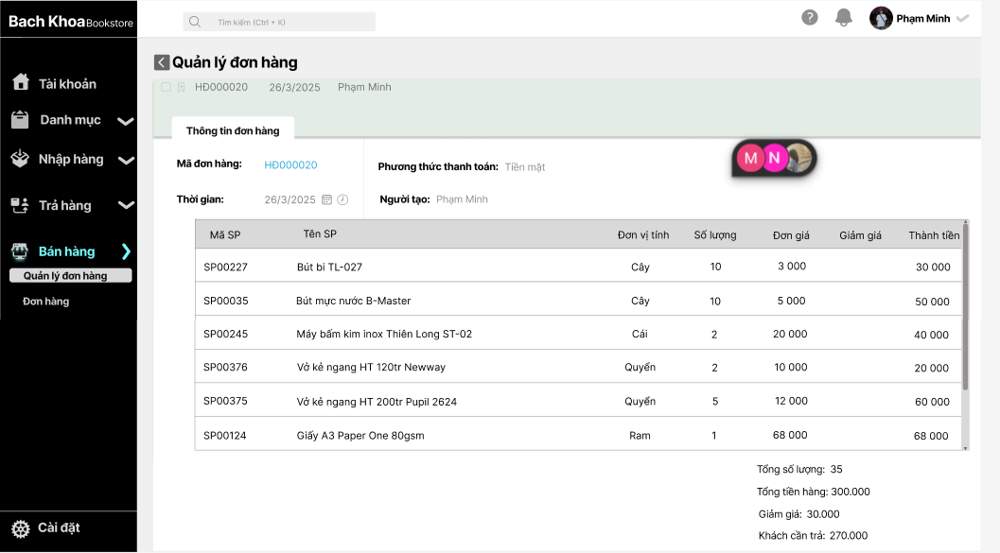 Bach Khoa Bookstore
Tìm kiếm (Ctrl + K)
?
Phạm Minh
Quản lý đơn hàng
Tài khoản
Danh mục
Nhập hàng
Trả hàng
Bán hàng
Quản lý đơn hàng
Đơn hàng
Cài đặt
HĐ000020 26/3/2025 Phạm Minh
Thông tin đơn hàng
M N
Mã đơn hàng: HĐ000020 Phương thức thanh toán: Tiền mặt
Thời gian: 26/3/2025 Người tạo: Phạm Minh
Mã SP Tên SP Đơn vị tính Số lượng Đơn giá Giảm giá Thành tiền
SP00227 Bút bi TL-027 Cây 10 3 000 30 000
SP00035 Bút mực nước B-Master Cây 10 5 000 50 000
SP00245 Máy bấm kim inox Thiên Long ST-02 Cái 2 20 000 40 000
SP00376 Vở kẻ ngang HT 120tr Newway Quyển 2 10 000 20 000
SP00375 Vở kẻ ngang HT 200tr Pupil 2624 Quyển 5 12 000 60 000
SP00124 Giấy A3 Paper One 80gsm Ram 1 68 000 68 000
Tổng số lượng: 35
Tổng tiền hàng: 300.000
Giảm giá: 30.000
Khách cần trả: 270.000